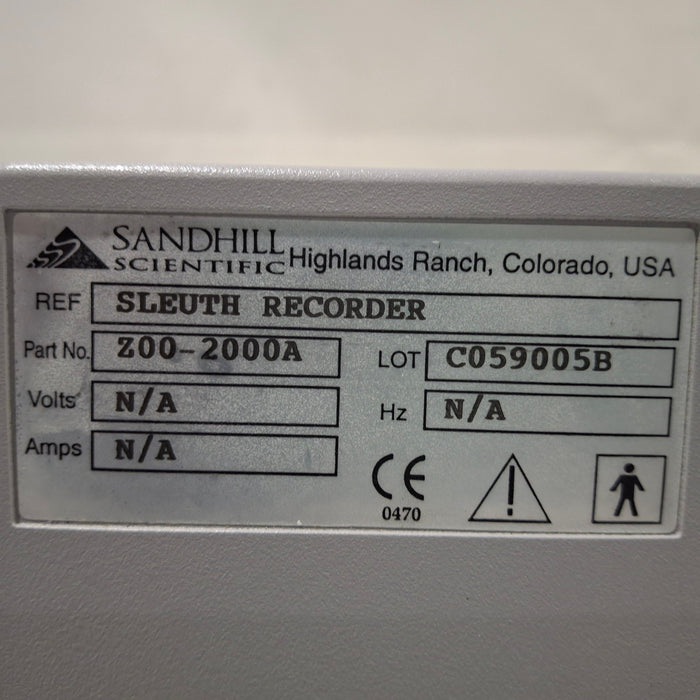 SANDHILL
SCIENTIFIC Highlands Ranch, Colorado, USA
REF SLEUTH RECORDER
Part No. Z00-2000A LOT C059005B
Volts N/A Hz N/A
Amps N/A
CE
0470